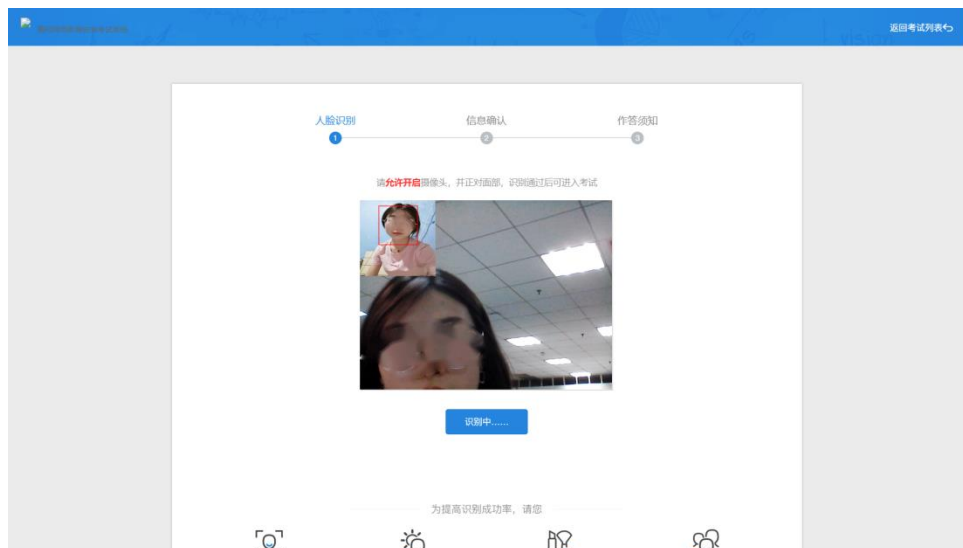 返回考试列表
人脸识别
信息确认
作答须知
1
2
3
请允许开启摄像头，并正对面部，识别通过后可进入考试
识别中......
为提高识别成功率，请您